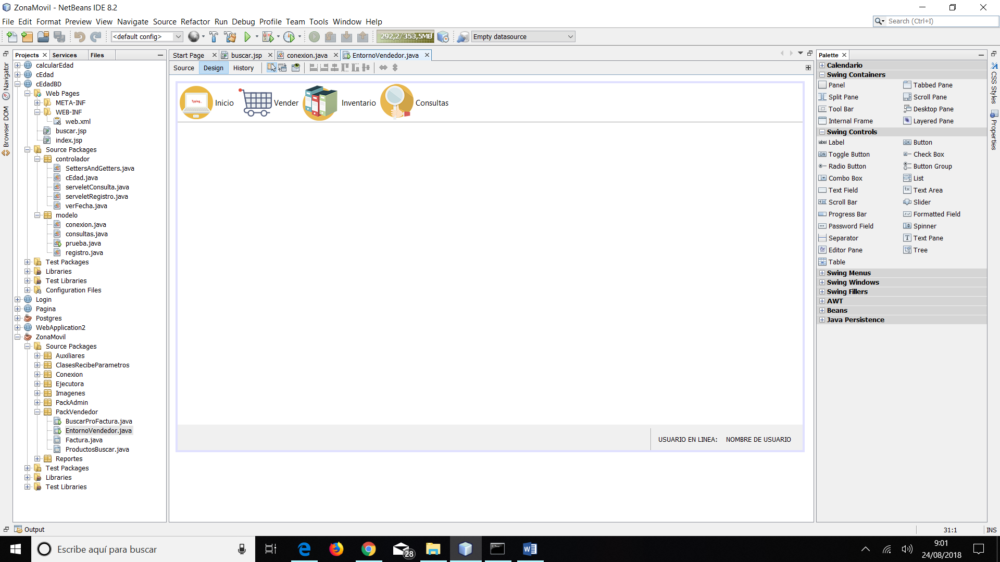 ZonaMovil - NetBeans IDE 8.2
File Edit Format Preview View Navigate Source Refactor Run Debug Profile Team Tools Window Help
Search (Ctrl+I)
<default config>
292,2/353,5MB
Empty datasource
Projects Services Files
Start Page buscar.jsp conexion.java EntornoVendedor.java
Palette
Source Design History
Navigator
Browser DOM
calcularEdad
cEdad
cEdadBD
Web Pages
META-INF
WEB-INF
web.xml
buscar.jsp
index.jsp
Source Packages
controlador
SettersAndGetters.java
cEdad.java
serveletConsulta.java
serveletRegistro.java
verFecha.java
modelo
conexion.java
consultas.java
prueba.java
registro.java
Test Packages
Libraries
Test Libraries
Configuration Files
Login
Pagina
Postgres
WebApplication2
ZonaMovil
Source Packages
Auxiliares
ClasesRecibeParametros
Conexion
Ejecutora
Imagenes
PackAdmin
PackVendedor
BuscarProFactura.java
EntornoVendedor.java
Factura.java
ProductosBuscar.java
Reportes
Test Packages
Libraries
Test Libraries
Typing...
Inicio Vender Inventario Consultas
USUARIO EN LINEA: NOMBRE DE USUARIO
Calendario
Swing Containers
Panel Tabbed Pane
Split Pane Scroll Pane
Tool Bar Desktop Pane
Internal Frame Layered Pane
Swing Controls
label Label OK Button
ON Toggle Button Check Box
Radio Button Button Group
Combo Box List
Text Field Text Area
Scroll Bar Slider
Progress Bar Formatted Field
Password Field Spinner
Separator Text Pane
Editor Pane Tree
Table
Swing Menus
Swing Windows
Swing Fillers
AWT
Beans
Java Persistence
CSS Styles
Properties
Output
31:1 INS
Escribe aquí para buscar
28
9:01
24/08/2018